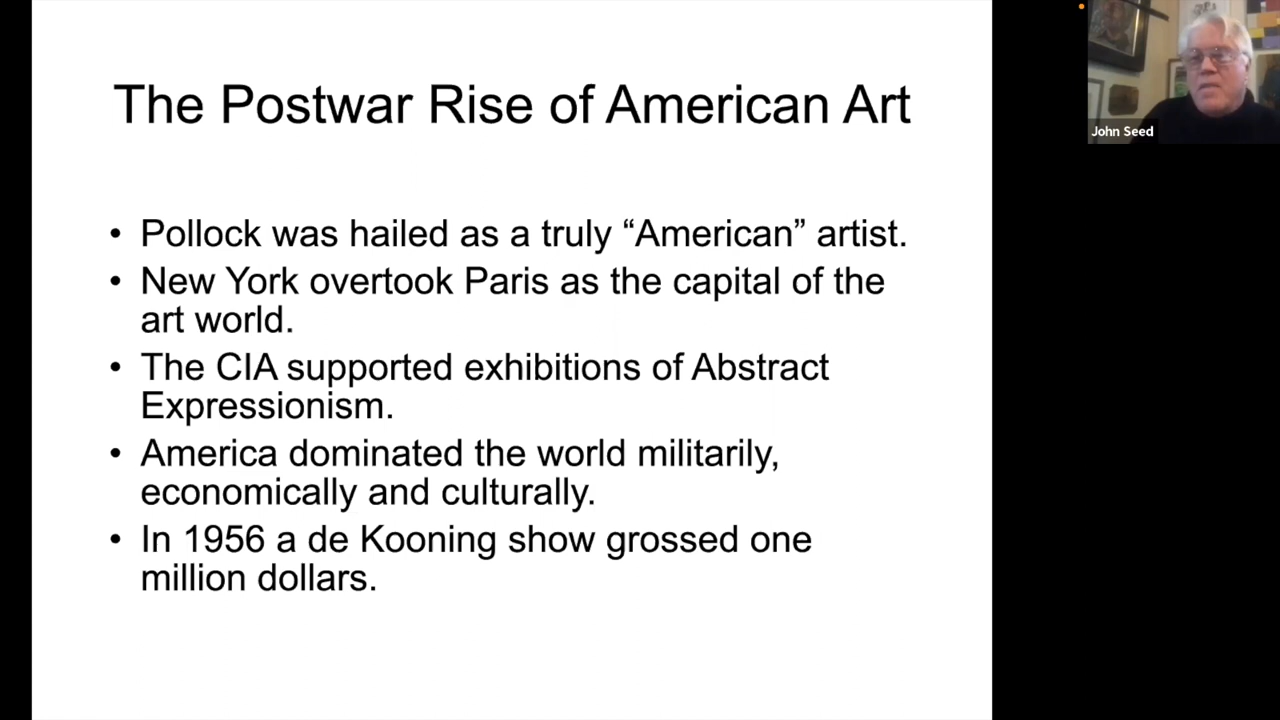 The Postwar Rise of American Art
• Pollock was hailed as a truly “American” artist.
• New York overtook Paris as the capital of the
art world.
• The CIA supported exhibitions of Abstract
Expressionism.
• America dominated the world militarily,
economically and culturally.
• In 1956 a de Kooning show grossed one
million dollars.
John Seed